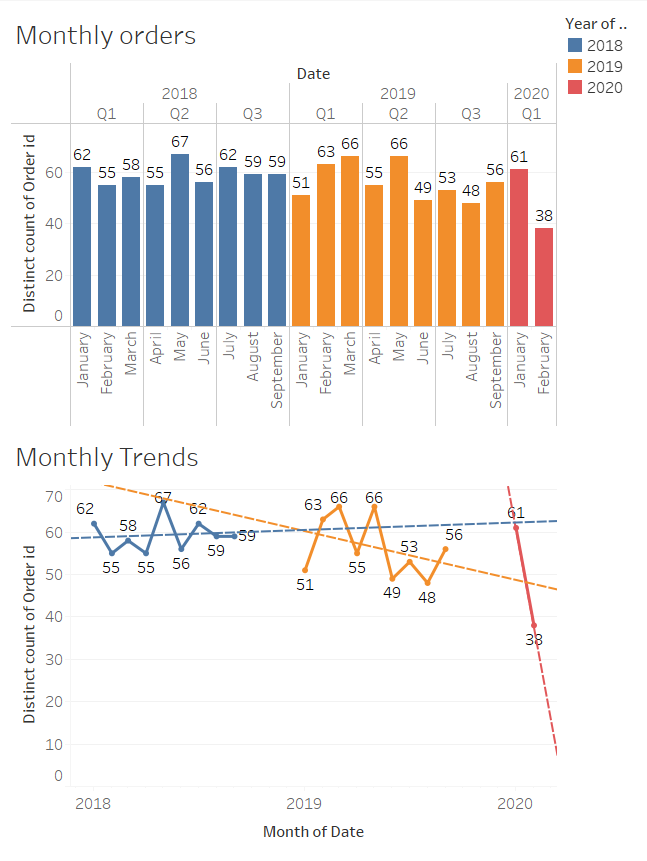 Monthly orders
Year of ..
2018
2019
2020
Date
2018 2019 2020
Q1 Q2 Q3 Q1 Q2 Q3 Q1
Distinct count of Order id
60
40
20
0
62 55 58 55 67 56 62 59 59 51 63 66 55 66 49 53 48 56 61 38
January February March April May June July August September January February March April May June July August September January February
Monthly Trends
Distinct count of Order id
70
60
50
40
30
20
10
0
62 55 58 55 67 56 62 59 59 51 63 66 55 66 49 53 48 56 61 38
2018 2019 2020
Month of Date